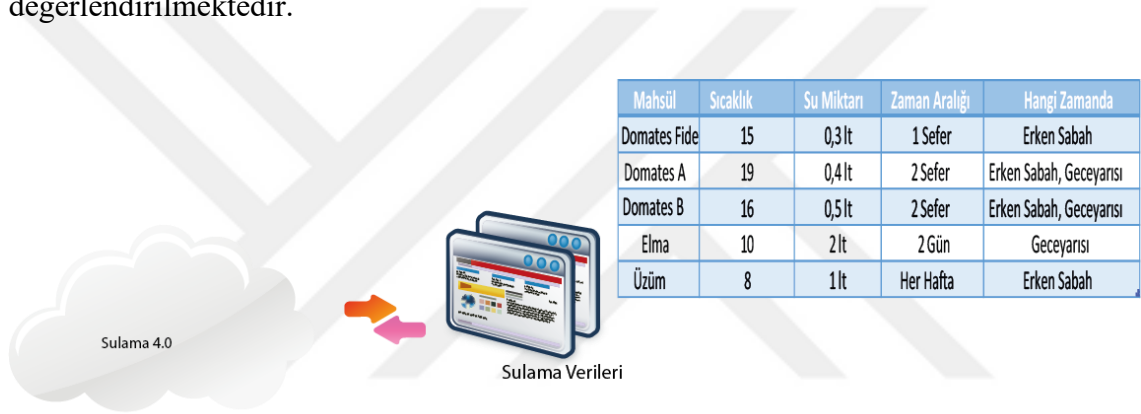 değerlendirilmektedir.
Mahsül Sıcaklık Su Miktarı Zaman Aralığı Hangi Zamanda
Domates Fide 15 0,3 lt 1 Sefer Erken Sabah
Domates A 19 0,4 lt 2 Sefer Erken Sabah, Geceyarısı
Domates B 16 0,5 lt 2 Sefer Erken Sabah, Geceyarısı
Elma 10 2 lt 2 Gün Geceyarısı
Üzüm 8 1 lt Her Hafta Erken Sabah
Sulama 4.0
Sulama Verileri